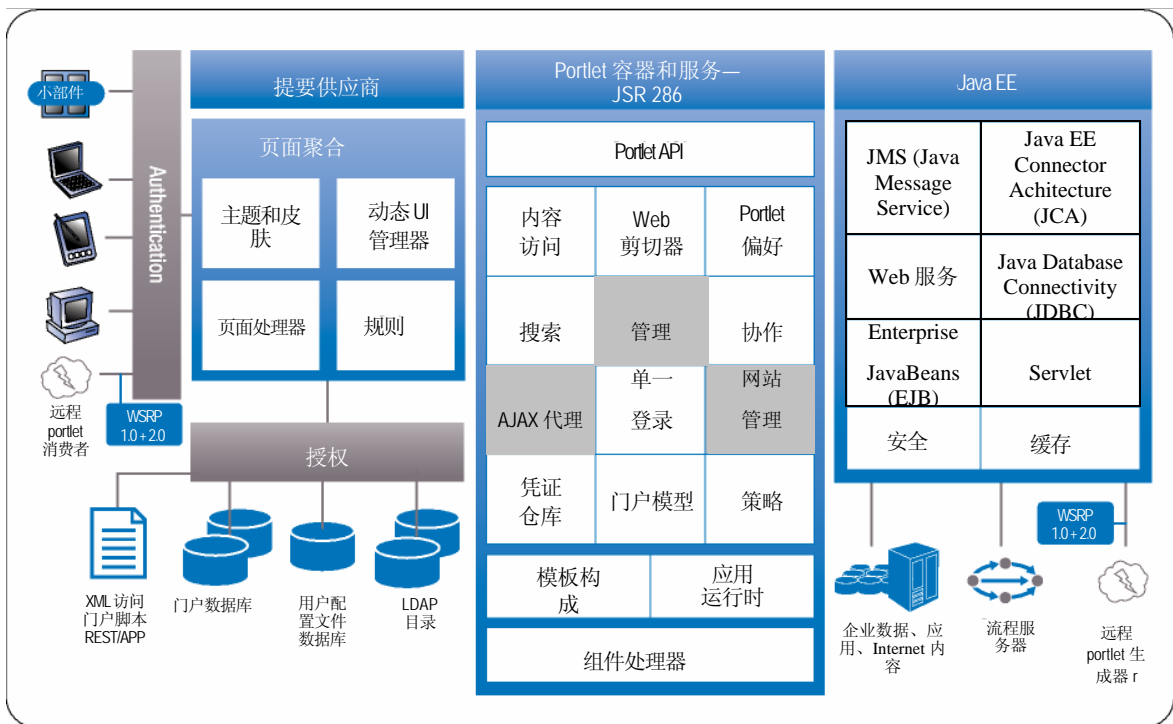 小部件
Authentication
远程
portlet
消费者
WSRP
1.0 + 2.0
提要供应商
页面聚合
主题和皮
肤
动态 UI
管理器
页面处理器
规则
授权
XML 访问
门户脚本
REST/APP
门户数据库
用户配
置文件
数据库
LDAP
目录
Portlet 容器和服务—
JSR 286
Portlet API
内容
访问
Web
剪切器
Portlet
偏好
搜索
管理
协作
AJAX 代理
单一
登录
网站
管理
凭证
仓库
门户模型
策略
模板构
成
应用
运行时
组件处理器
Java EE
JMS (Java
Message
Service)
Java EE
Connector
Achitecture
(JCA)
Web 服务
Java Database
Connectivity
(JDBC)
Enterprise
JavaBeans
(EJB)
Servlet
安全
缓存
WSRP
1.0 + 2.0
企业数据、应
用、Internet 内
容
流程服
务器
远程
portlet 生
成器 r